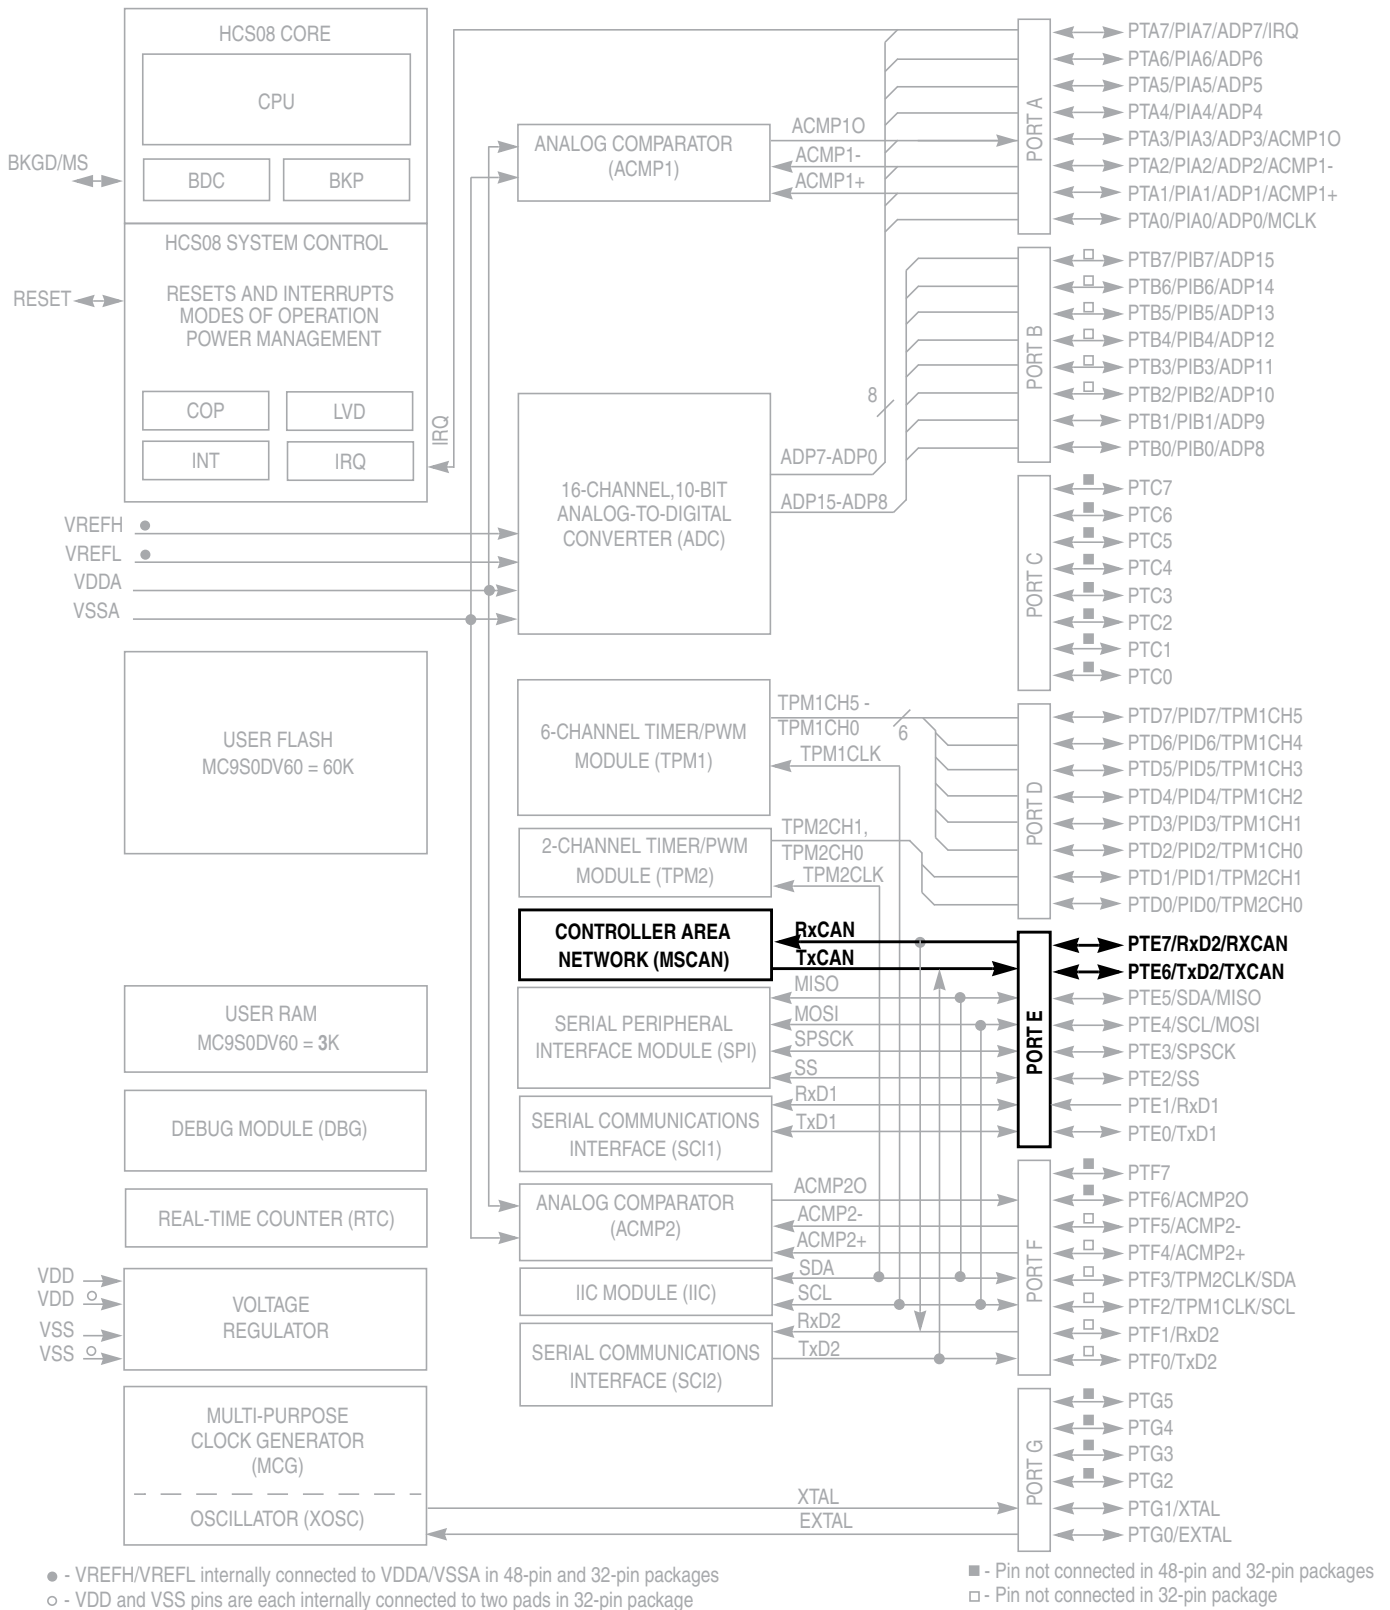 HCS08 CORE
CPU
BDC
BKP
BKGD/MS
HCS08 SYSTEM CONTROL
RESETS AND INTERRUPTS
MODES OF OPERATION
POWER MANAGEMENT
RESET
COP
LVD
INT
IRQ
IRQ
VREFH
VREFL
VDDA
VSSA
USER FLASH
MC9S0DV60 = 60K
USER RAM
MC9S0DV60 = 3K
DEBUG MODULE (DBG)
REAL-TIME COUNTER (RTC)
VDD
VDD
VSS
VSS
VOLTAGE
REGULATOR
MULTI-PURPOSE
CLOCK GENERATOR
(MCG)
OSCILLATOR (XOSC)
ANALOG COMPARATOR
(ACMP1)
ACMP1O
ACMP1-
ACMP1+
16-CHANNEL,10-BIT
ANALOG-TO-DIGITAL
CONVERTER (ADC)
8
ADP7-ADP0
ADP15-ADP8
6-CHANNEL TIMER/PWM
MODULE (TPM1)
TPM1CH5 -
TPM1CH0
6
TPM1CLK
2-CHANNEL TIMER/PWM
MODULE (TPM2)
TPM2CH1,
TPM2CH0
TPM2CLK
CONTROLLER AREA
NETWORK (MSCAN)
RxCAN
TxCAN
SERIAL PERIPHERAL
INTERFACE MODULE (SPI)
MISO
MOSI
SPSCK
SS
SERIAL COMMUNICATIONS
INTERFACE (SCI1)
RxD1
TxD1
ANALOG COMPARATOR
(ACMP2)
ACMP2O
ACMP2-
ACMP2+
IIC MODULE (IIC)
SDA
SCL
SERIAL COMMUNICATIONS
INTERFACE (SCI2)
RxD2
TxD2
XTAL
EXTAL
PORT A
PTA7/PIA7/ADP7/IRQ
PTA6/PIA6/ADP6
PTA5/PIA5/ADP5
PTA4/PIA4/ADP4
PTA3/PIA3/ADP3/ACMP1O
PTA2/PIA2/ADP2/ACMP1-
PTA1/PIA1/ADP1/ACMP1+
PTA0/PIA0/ADP0/MCLK
PORT B
PTB7/PIB7/ADP15
PTB6/PIB6/ADP14
PTB5/PIB5/ADP13
PTB4/PIB4/ADP12
PTB3/PIB3/ADP11
PTB2/PIB2/ADP10
PTB1/PIB1/ADP9
PTB0/PIB0/ADP8
PORT C
PTC7
PTC6
PTC5
PTC4
PTC3
PTC2
PTC1
PTC0
PORT D
PTD7/PID7/TPM1CH5
PTD6/PID6/TPM1CH4
PTD5/PID5/TPM1CH3
PTD4/PID4/TPM1CH2
PTD3/PID3/TPM1CH1
PTD2/PID2/TPM1CH0
PTD1/PID1/TPM2CH1
PTD0/PID0/TPM2CH0
PORT E
PTE7/RxD2/RXCAN
PTE6/TxD2/TXCAN
PTE5/SDA/MISO
PTE4/SCL/MOSI
PTE3/SPSCK
PTE2/SS
PTE1/RxD1
PTE0/TxD1
PORT F
PTF7
PTF6/ACMP2O
PTF5/ACMP2-
PTF4/ACMP2+
PTF3/TPM2CLK/SDA
PTF2/TPM1CLK/SCL
PTF1/RxD2
PTF0/TxD2
PORT G
PTG5
PTG4
PTG3
PTG2
PTG1/XTAL
PTG0/EXTAL
● - VREFH/VREFL internally connected to VDDA/VSSA in 48-pin and 32-pin packages
○ - VDD and VSS pins are each internally connected to two pads in 32-pin package
■ - Pin not connected in 48-pin and 32-pin packages
□ - Pin not connected in 32-pin package